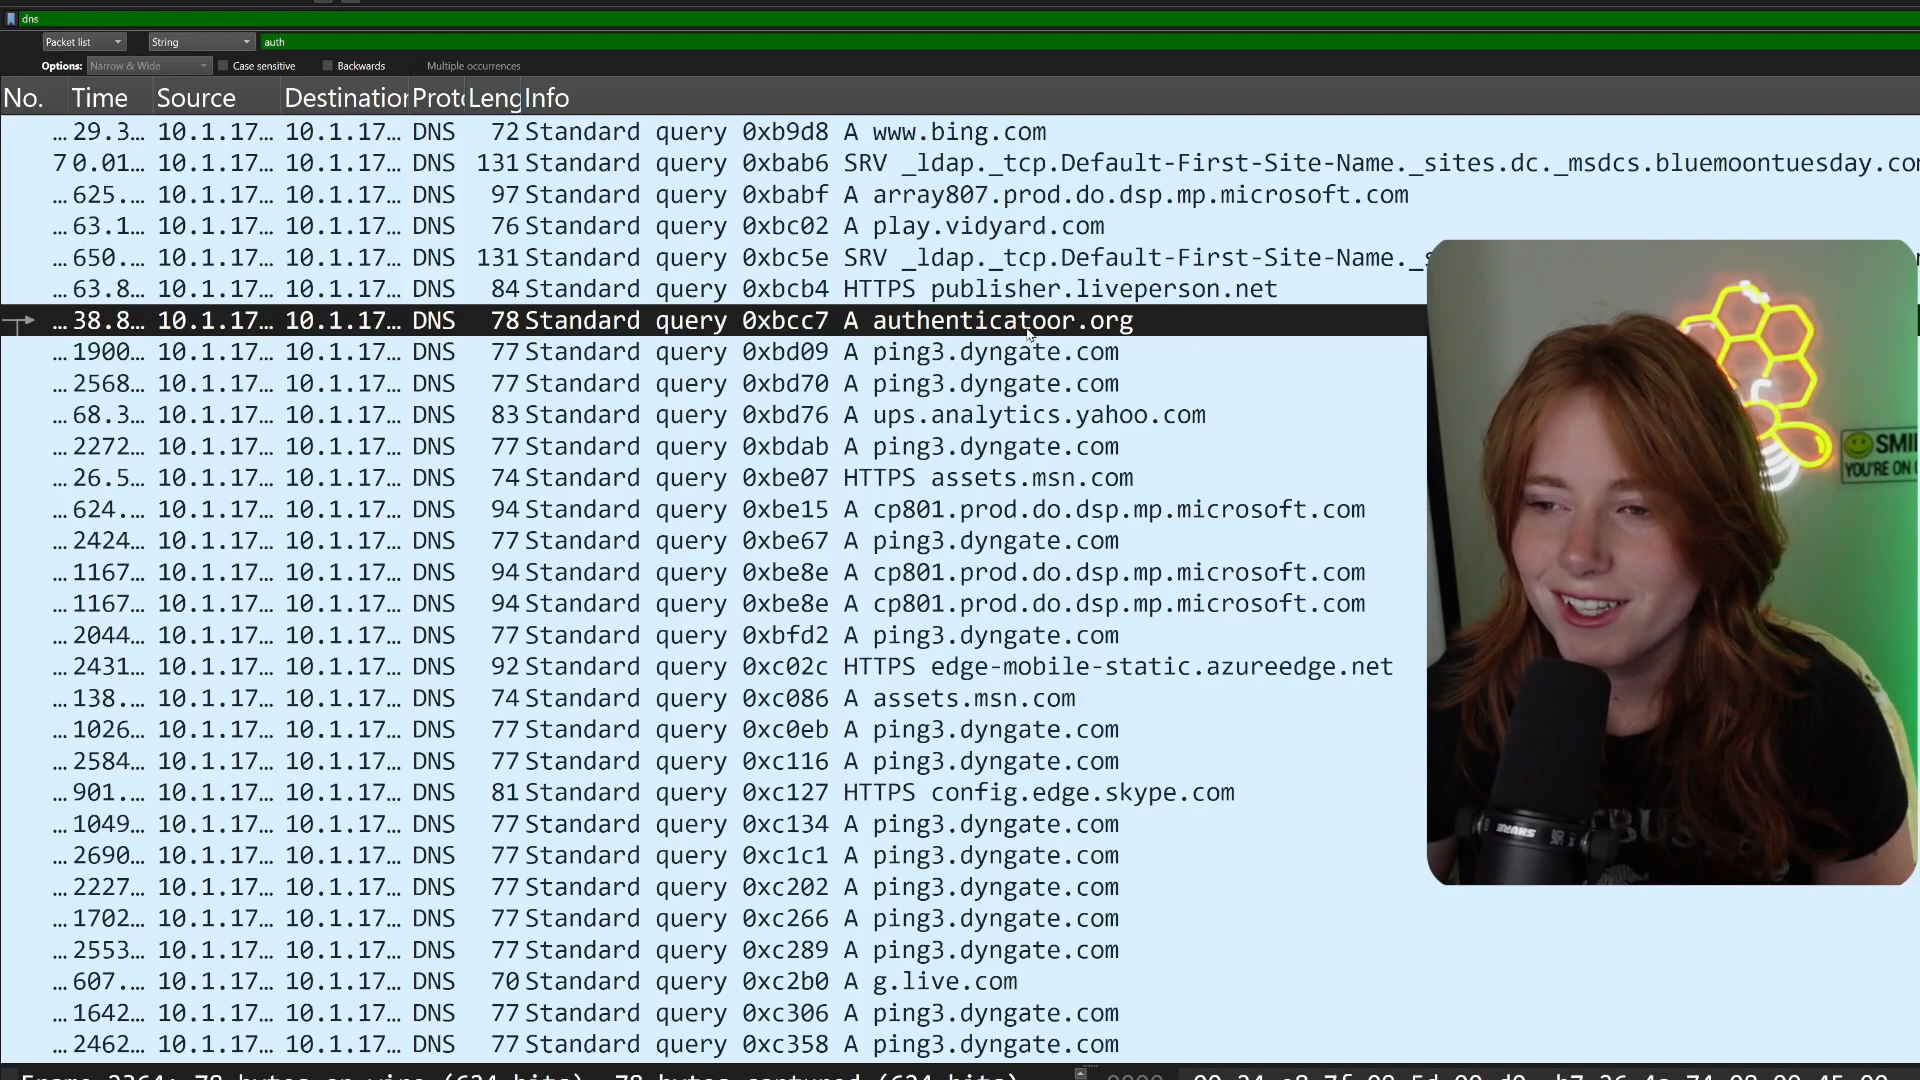 dns
Packet list String auth
Options: Narrow & Wide Case sensitive Backwards Multiple occurrences
No. Time Source Destination Proto Leng Info
… 29.3… 10.1.17… 10.1.17… DNS 72 Standard query 0xb9d8 A www.bing.com
7 0.01… 10.1.17… 10.1.17… DNS 131 Standard query 0xbab6 SRV _ldap._tcp.Default-First-Site-Name._sites.dc._msdcs.bluemoontuesday.co
… 625.… 10.1.17… 10.1.17… DNS 97 Standard query 0xbabf A array807.prod.do.dsp.mp.microsoft.com
… 63.1… 10.1.17… 10.1.17… DNS 76 Standard query 0xbc02 A play.vidyard.com
… 650.… 10.1.17… 10.1.17… DNS 131 Standard query 0xbc5e SRV _ldap._tcp.Default-First-Site-Name._s
… 63.8… 10.1.17… 10.1.17… DNS 84 Standard query 0xbcb4 HTTPS publisher.liveperson.net
… 38.8… 10.1.17… 10.1.17… DNS 78 Standard query 0xbcc7 A authenticatoor.org
… 1900… 10.1.17… 10.1.17… DNS 77 Standard query 0xbd09 A ping3.dyngate.com
… 2568… 10.1.17… 10.1.17… DNS 77 Standard query 0xbd70 A ping3.dyngate.com
… 68.3… 10.1.17… 10.1.17… DNS 83 Standard query 0xbd76 A ups.analytics.yahoo.com
… 2272… 10.1.17… 10.1.17… DNS 77 Standard query 0xbdab A ping3.dyngate.com
… 26.5… 10.1.17… 10.1.17… DNS 74 Standard query 0xbe07 HTTPS assets.msn.com
… 624.… 10.1.17… 10.1.17… DNS 94 Standard query 0xbe15 A cp801.prod.do.dsp.mp.microsoft.com
… 2424… 10.1.17… 10.1.17… DNS 77 Standard query 0xbe67 A ping3.dyngate.com
… 1167… 10.1.17… 10.1.17… DNS 94 Standard query 0xbe8e A cp801.prod.do.dsp.mp.microsoft.com
… 1167… 10.1.17… 10.1.17… DNS 94 Standard query 0xbe8e A cp801.prod.do.dsp.mp.microsoft.com
… 2044… 10.1.17… 10.1.17… DNS 77 Standard query 0xbfd2 A ping3.dyngate.com
… 2431… 10.1.17… 10.1.17… DNS 92 Standard query 0xc02c HTTPS edge-mobile-static.azureedge.net
… 138.… 10.1.17… 10.1.17… DNS 74 Standard query 0xc086 A assets.msn.com
… 1026… 10.1.17… 10.1.17… DNS 77 Standard query 0xc0eb A ping3.dyngate.com
… 2584… 10.1.17… 10.1.17… DNS 77 Standard query 0xc116 A ping3.dyngate.com
… 901.… 10.1.17… 10.1.17… DNS 81 Standard query 0xc127 HTTPS config.edge.skype.com
… 1049… 10.1.17… 10.1.17… DNS 77 Standard query 0xc134 A ping3.dyngate.com
… 2690… 10.1.17… 10.1.17… DNS 77 Standard query 0xc1c1 A ping3.dyngate.com
… 2227… 10.1.17… 10.1.17… DNS 77 Standard query 0xc202 A ping3.dyngate.com
… 1702… 10.1.17… 10.1.17… DNS 77 Standard query 0xc266 A ping3.dyngate.com
… 2553… 10.1.17… 10.1.17… DNS 77 Standard query 0xc289 A ping3.dyngate.com
… 607.… 10.1.17… 10.1.17… DNS 70 Standard query 0xc2b0 A g.live.com
… 1642… 10.1.17… 10.1.17… DNS 77 Standard query 0xc306 A ping3.dyngate.com
… 2462… 10.1.17… 10.1.17… DNS 77 Standard query 0xc358 A ping3.dyngate.com
SMIL
YOU'RE ON
SHURE